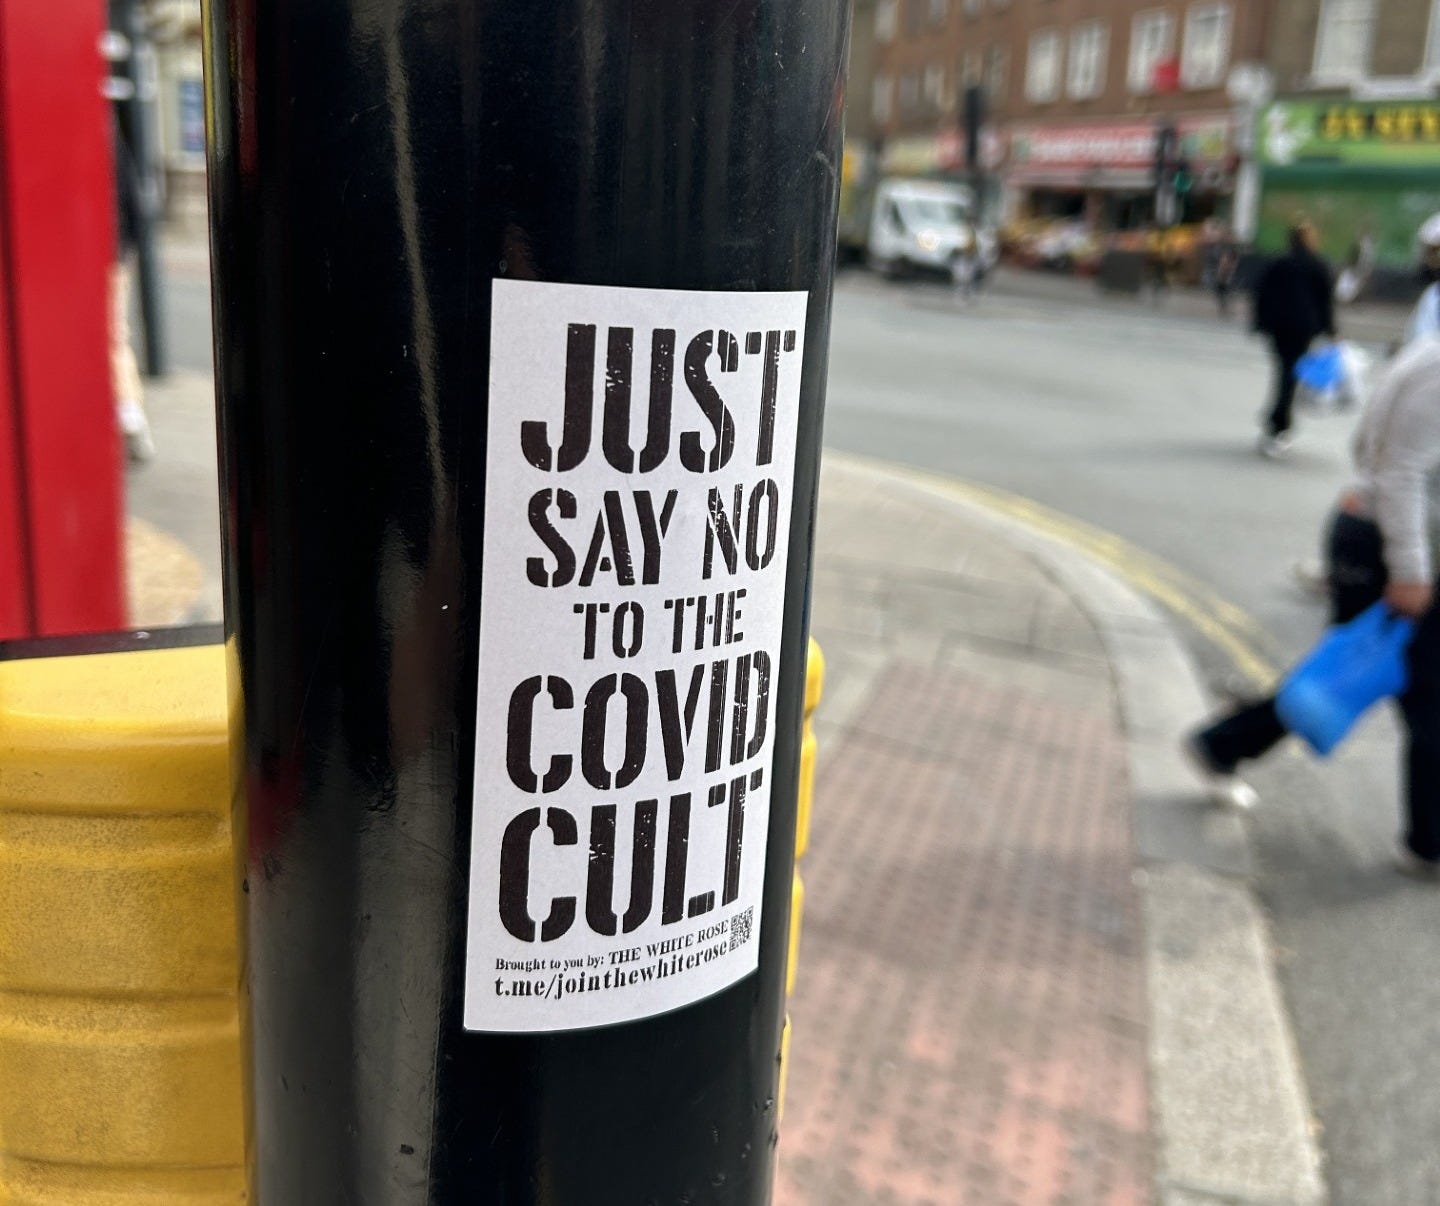 JUST
SAY NO
TO THE
COVID
CULT
Brought to you by: THE WHITE ROSE
t.me/jointhewhiterose